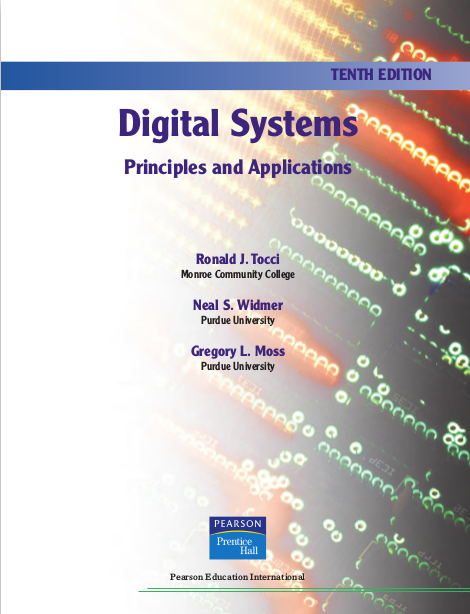 TENTH EDITION
Digital Systems
Principles and Applications
Ronald J. Tocci
Monroe Community College
Neal S. Widmer
Purdue University
Gregory L. Moss
Purdue University
PEARSON
Prentice
Hall
Pearson Education International